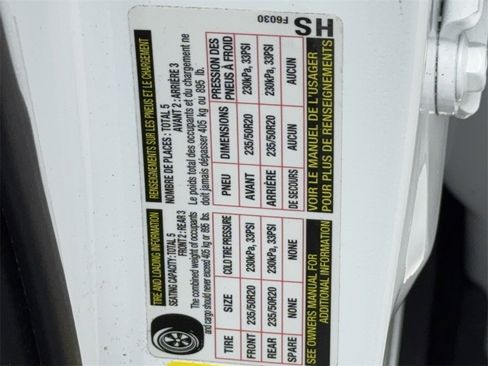 TIRE AND LOADING INFORMATION
SEATING CAPACITY: TOTAL 5
FRONT 2 : REAR 3
The combined weight of occupants
and cargo should never exceed 405 kg or 895 lbs.
TIRE SIZE COLD TIRE PRESSURE
FRONT 235/50R20 230kPa, 33PSI
REAR 235/50R20 230kPa, 33PSI
SPARE NONE NONE
SEE OWNERS MANUAL FOR
ADDITIONAL INFORMATION
RENSEIGNEMENTS SUR LES PNEUS ET LE CHARGEMENT
NOMBRE DE PLACES : TOTAL 5
AVANT 2 : ARRIÈRE 3
Le poids total des occupants et du chargement ne
doit jamais dépasser 405 kg ou 895 lb.
PNEU DIMENSIONS PRESSION DES
PNEUS À FROID
AVANT 235/50R20 230kPa, 33PSI
ARRIÈRE 235/50R20 230kPa, 33PSI
DE SECOURS AUCUN AUCUN
VOIR LE MANUEL DE L'USAGER
POUR PLUS DE RENSEIGNEMENTS
F6030
HS